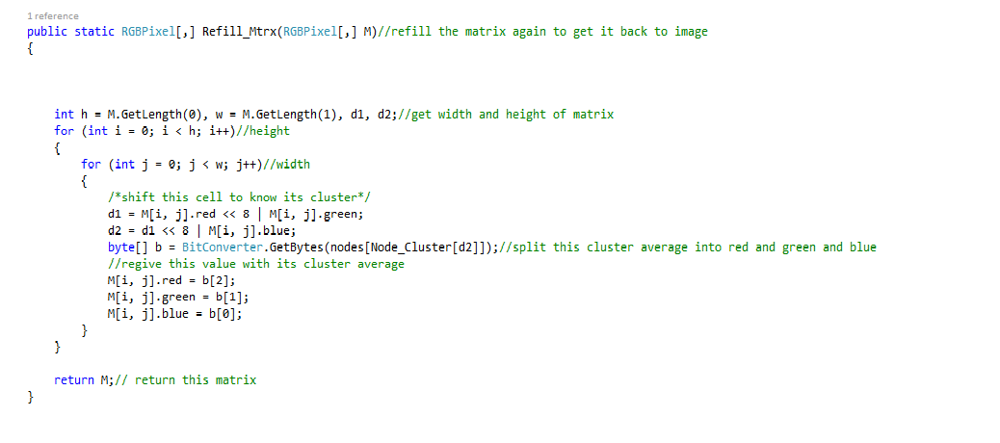 1 reference
public static RGBPixel[,] Refill_Mtrx(RGBPixel[,] M)//refill the matrix again to get it back to image
{
int h = M.GetLength(0), w = M.GetLength(1), d1, d2;//get width and height of matrix
for (int i = 0; i < h; i++)//height
{
for (int j = 0; j < w; j++)//width
{
/*shift this cell to know its cluster*/
d1 = M[i, j].red << 8 | M[i, j].green;
d2 = d1 << 8 | M[i, j].blue;
byte[] b = BitConverter.GetBytes(nodes[Node_Cluster[d2]]);//split this cluster average into red and green and blue
//regive this value with its cluster average
M[i, j].red = b[2];
M[i, j].green = b[1];
M[i, j].blue = b[0];
}
}
return M;// return this matrix
}